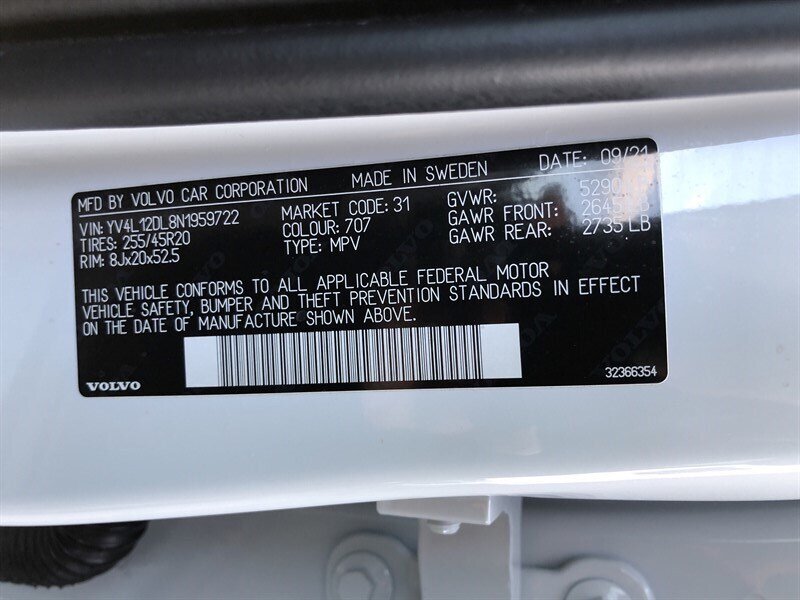 MFD BY VOLVO CAR CORPORATION MADE IN SWEDEN DATE: 09/21
VIN: YV4L12DL8N1959722 MARKET CODE: 31 GVWR:
TIRES: 255/45R20 COLOUR: 707 GAWR FRONT:
RIM: 8Jx20x52.5 TYPE: MPV GAWR REAR: 2735 LB
THIS VEHICLE CONFORMS TO ALL APPLICABLE FEDERAL MOTOR
VEHICLE SAFETY, BUMPER AND THEFT PREVENTION STANDARDS IN EFFECT
ON THE DATE OF MANUFACTURE SHOWN ABOVE.
VOLVO 32366354